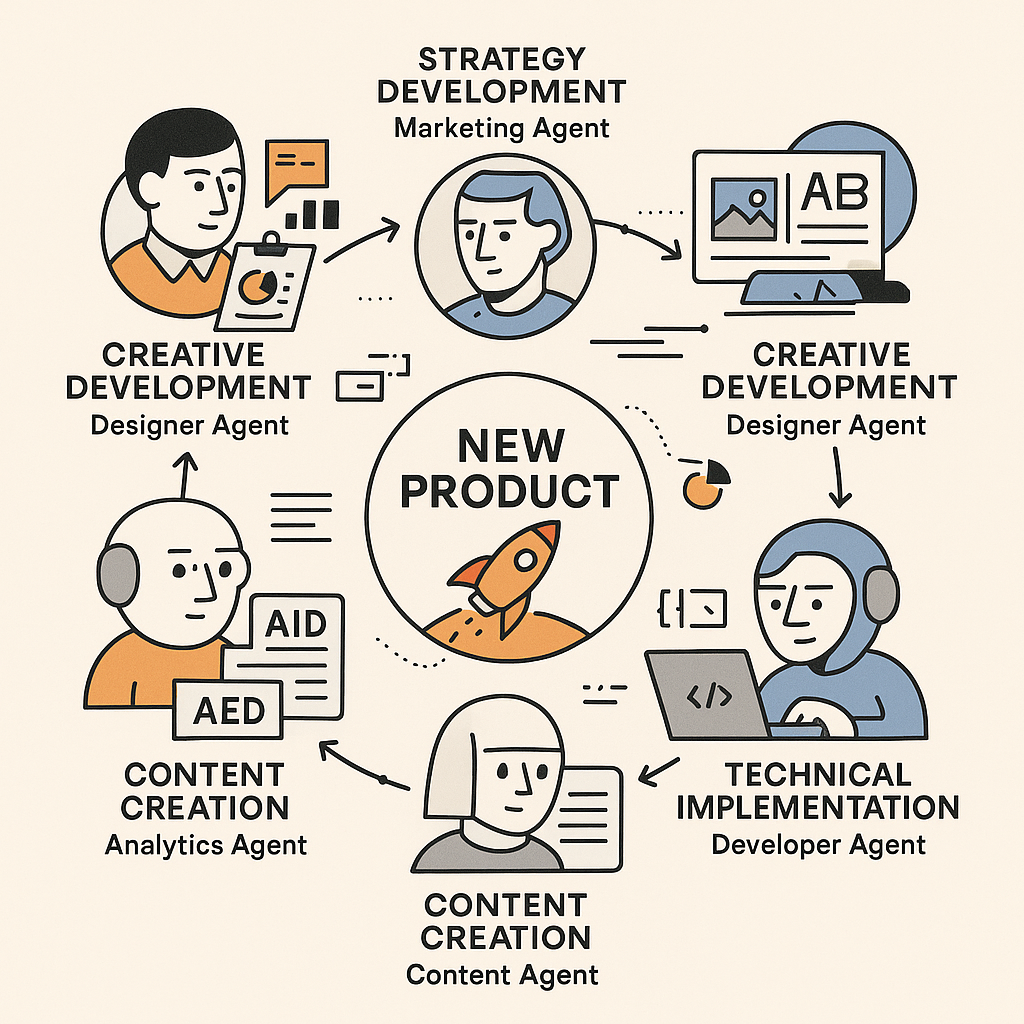 STRATEGY
DEVELOPMENT
Marketing Agent
AB
CREATIVE
DEVELOPMENT
Designer Agent
CREATIVE
DEVELOPMENT
Designer Agent
NEW
PRODUCT
AID
AED
</>
CONTENT
CREATION
Analytics Agent
TECHNICAL
IMPLEMENTATION
Developer Agent
CONTENT
CREATION
Content Agent